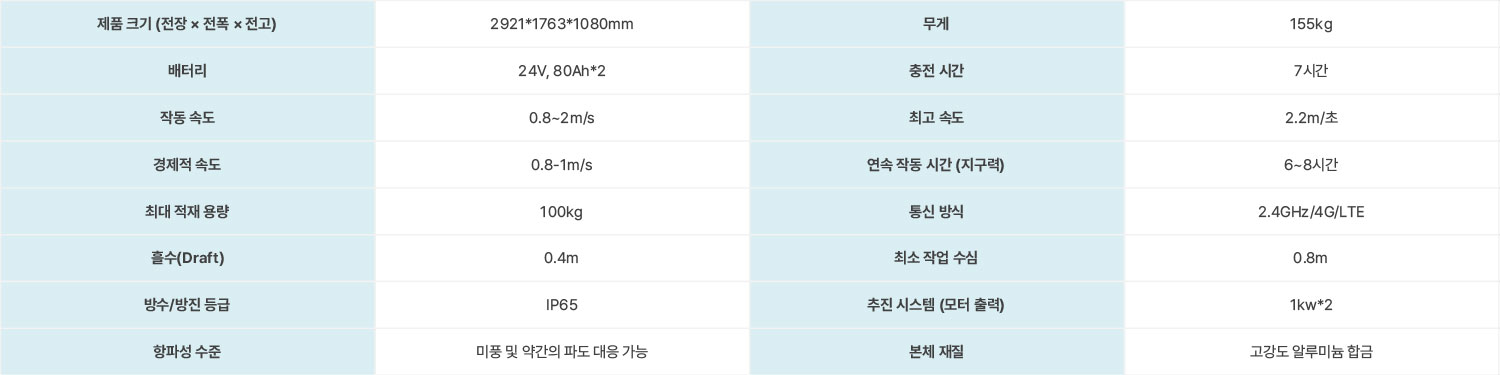 제품 크기 (전장 × 전폭 × 전고) 2921*1763*1080mm 무게 155kg
배터리 24V, 80Ah*2 충전 시간 7시간
작동 속도 0.8~2m/s 최고 속도 2.2m/초
경제적 속도 0.8-1m/s 연속 작동 시간 (지구력) 6~8시간
최대 적재 용량 100kg 통신 방식 2.4GHz/4G/LTE
흘수(Draft) 0.4m 최소 작업 수심 0.8m
방수/방진 등급 IP65 추진 시스템 (모터 출력) 1kw*2
항파성 수준 미풍 및 약간의 파도 대응 가능 본체 재질 고강도 알루미늄 합금